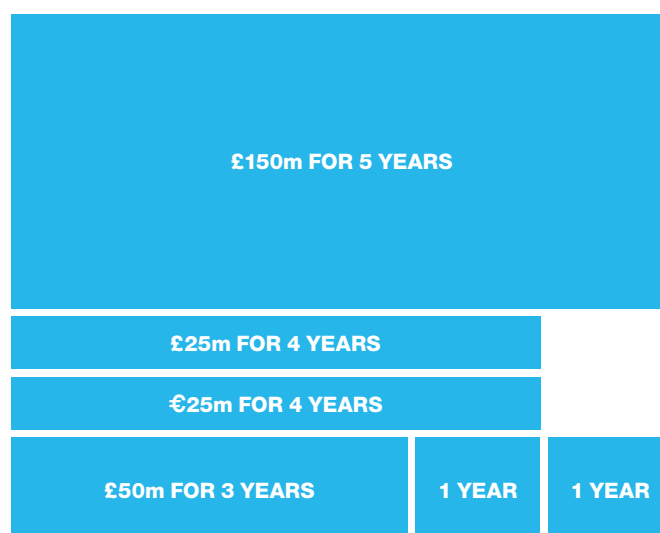 £150m FOR 5 YEARS
£25m FOR 4 YEARS
€25m FOR 4 YEARS
£50m FOR 3 YEARS
1 YEAR
1 YEAR